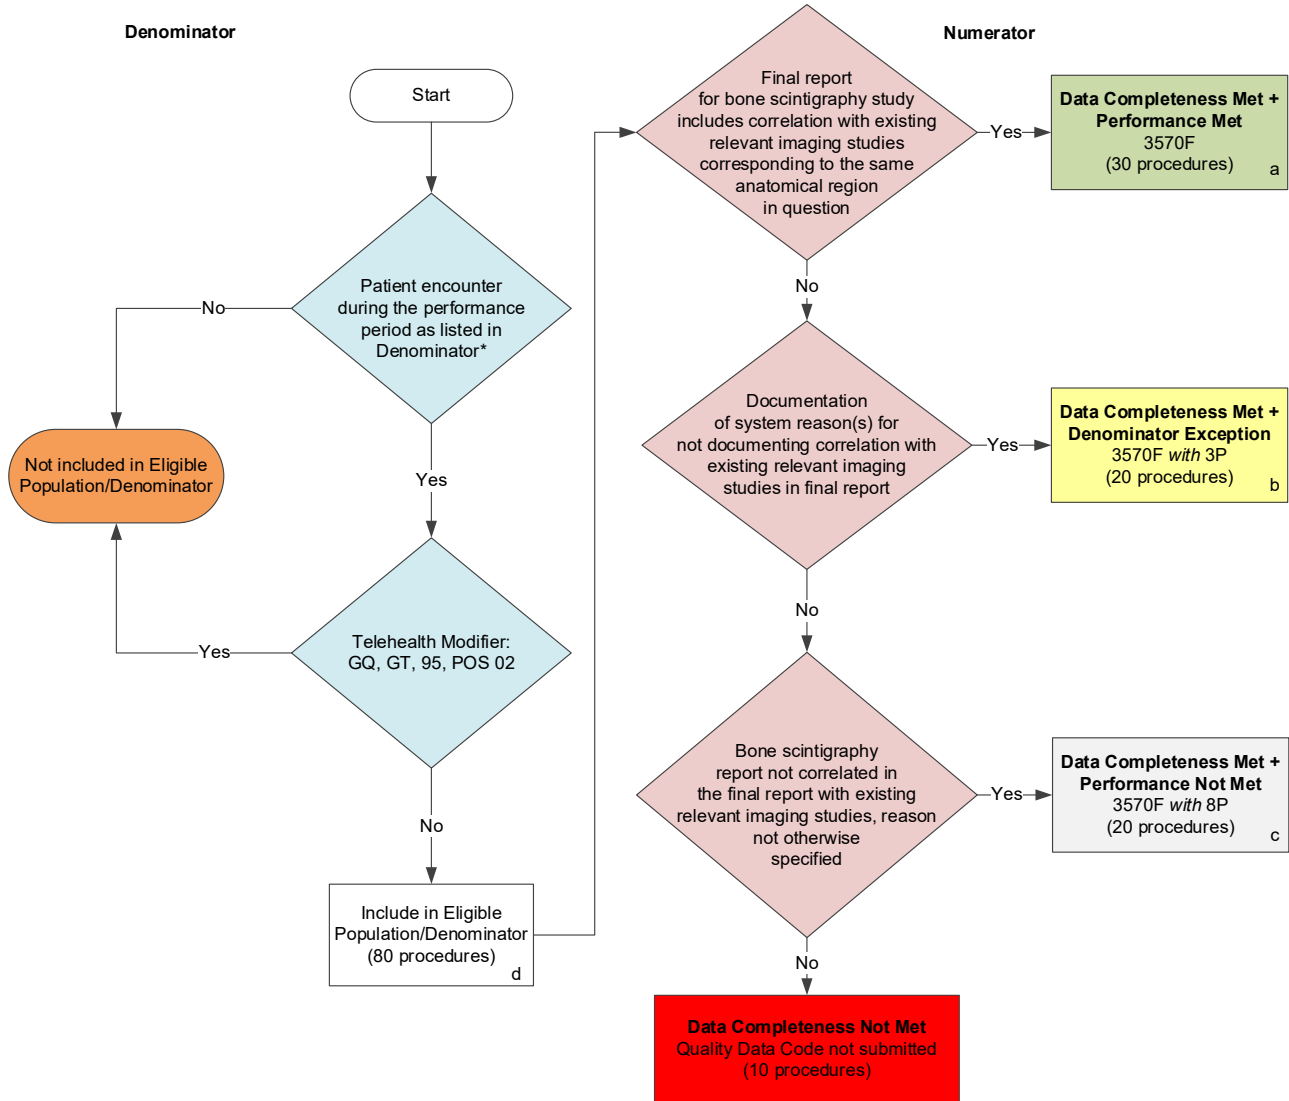 Denominator
Numerator
Start
Patient encounter
during the performance
period as listed in
Denominator*
No
Not included in Eligible
Population/Denominator
Yes
Telehealth Modifier:
GQ, GT, 95, POS 02
Yes
No
Include in Eligible
Population/Denominator
(80 procedures)
d
Final report
for bone scintigraphy study
includes correlation with existing
relevant imaging studies
corresponding to the same
anatomical region
in question
Yes
Data Completeness Met +
Performance Met
3570F
(30 procedures)
a
No
Documentation
of system reason(s) for
not documenting correlation with
existing relevant imaging
studies in final report
Yes
Data Completeness Met +
Denominator Exception
3570F with 3P
(20 procedures)
b
No
Bone scintigraphy
report not correlated in
the final report with existing
relevant imaging studies, reason
not otherwise
specified
Yes
Data Completeness Met +
Performance Not Met
3570F with 8P
(20 procedures)
c
No
Data Completeness Not Met
Quality Data Code not submitted
(10 procedures)